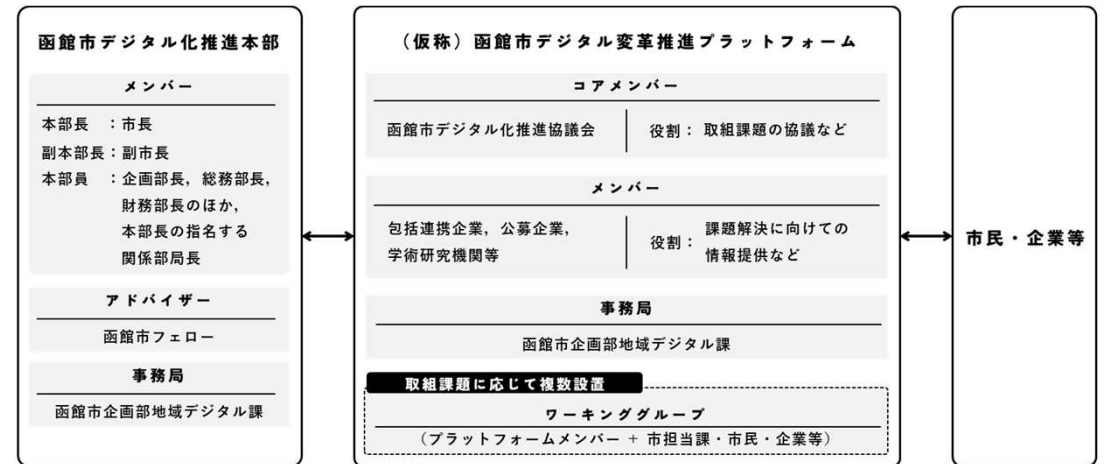 函館市デジタル化推進本部
メンバー
本部長　：市長
副本部長：副市長
本部員　：企画部長，総務部長，
財務部長のほか，
本部長の指名する
関係部局長
アドバイザー
函館市フェロー
事務局
函館市企画部地域デジタル課
（仮称）函館市デジタル変革推進プラットフォーム
コアメンバー
函館市デジタル化推進協議会
役割：取組課題の協議など
メンバー
包括連携企業，公募企業，
学術研究機関等
役割：
課題解決に向けての
情報提供など
事務局
函館市企画部地域デジタル課
取組課題に応じて複数設置
ワーキンググループ
（プラットフォームメンバー + 市担当課・市民・企業等）
市民・企業等